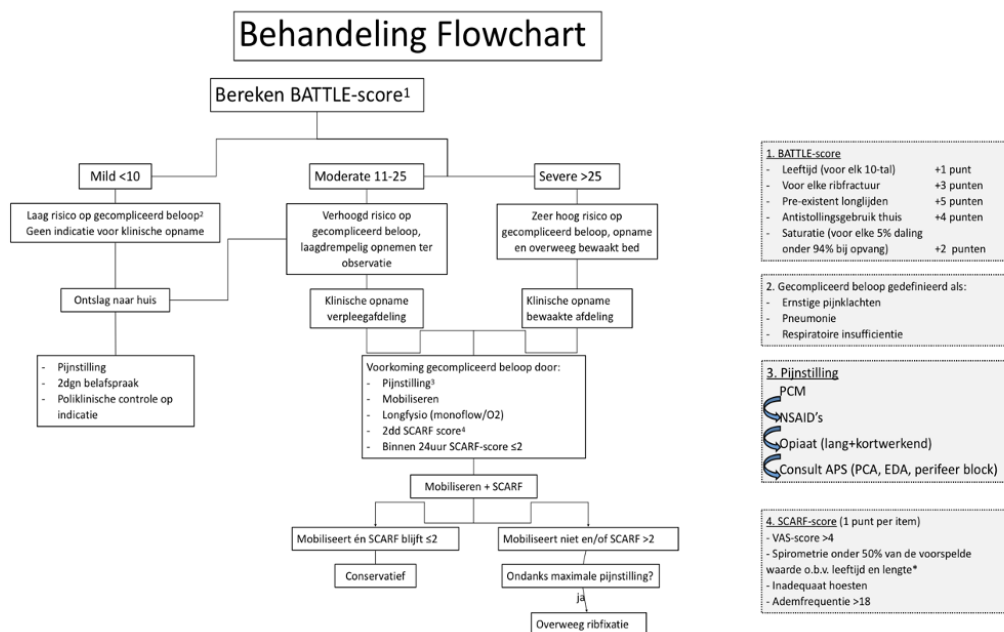 Behandeling Flowchart
Bereken BATTLE-score¹
Mild <10
Moderate 11-25
Severe >25
Laag risico op gecompliceerd beloop²
Geen indicatie voor klinische opname
Verhoogd risico op
gecompliceerd beloop,
laagdrempelig opnemen ter
observatie
Zeer hoog risico op
gecompliceerd beloop, opname
en overweeg bewaakt bed
Ontslag naar huis
Klinische opname
verpleegafdeling
Klinische opname
bewaakte afdeling
- Pijnstilling
- 2dgn belafspraak
- Poliklinische controle op
indicatie
Voorkoming gecompliceerd beloop door:
- Pijnstilling³
- Mobiliseren
- Longfysio (monoflow/O2)
- 2dd SCARF score⁴
- Binnen 24uur SCARF-score ≤2
Mobiliseren + SCARF
Mobiliseert én SCARF blijft ≤2
Mobiliseert niet en/of SCARF >2
Conservatief
Ondanks maximale pijnstilling?
ja
Overweeg ribfixatie
1. BATTLE-score
- Leeftijd (voor elk 10-tal) +1 punt
- Voor elke ribfractuur +3 punten
- Pre-existent longlijden +5 punten
- Antistollingsgebruik thuis +4 punten
- Saturatie (voor elke 5% daling
onder 94% bij opvang) +2 punten
2. Gecompliceerd beloop gedefinieerd als:
- Ernstige pijnklachten
- Pneumonie
- Respiratoire insufficientie
3. Pijnstilling
PCM
NSAID's
Opiaat (lang+kortwerkend)
Consult APS (PCA, EDA, perifeer block)
4. SCARF-score (1 punt per item)
- VAS-score >4
- Spirometrie onder 50% van de voorspelde
waarde o.b.v. leeftijd en lengte*
- Inadequaat hoesten
- Ademfrequentie >18